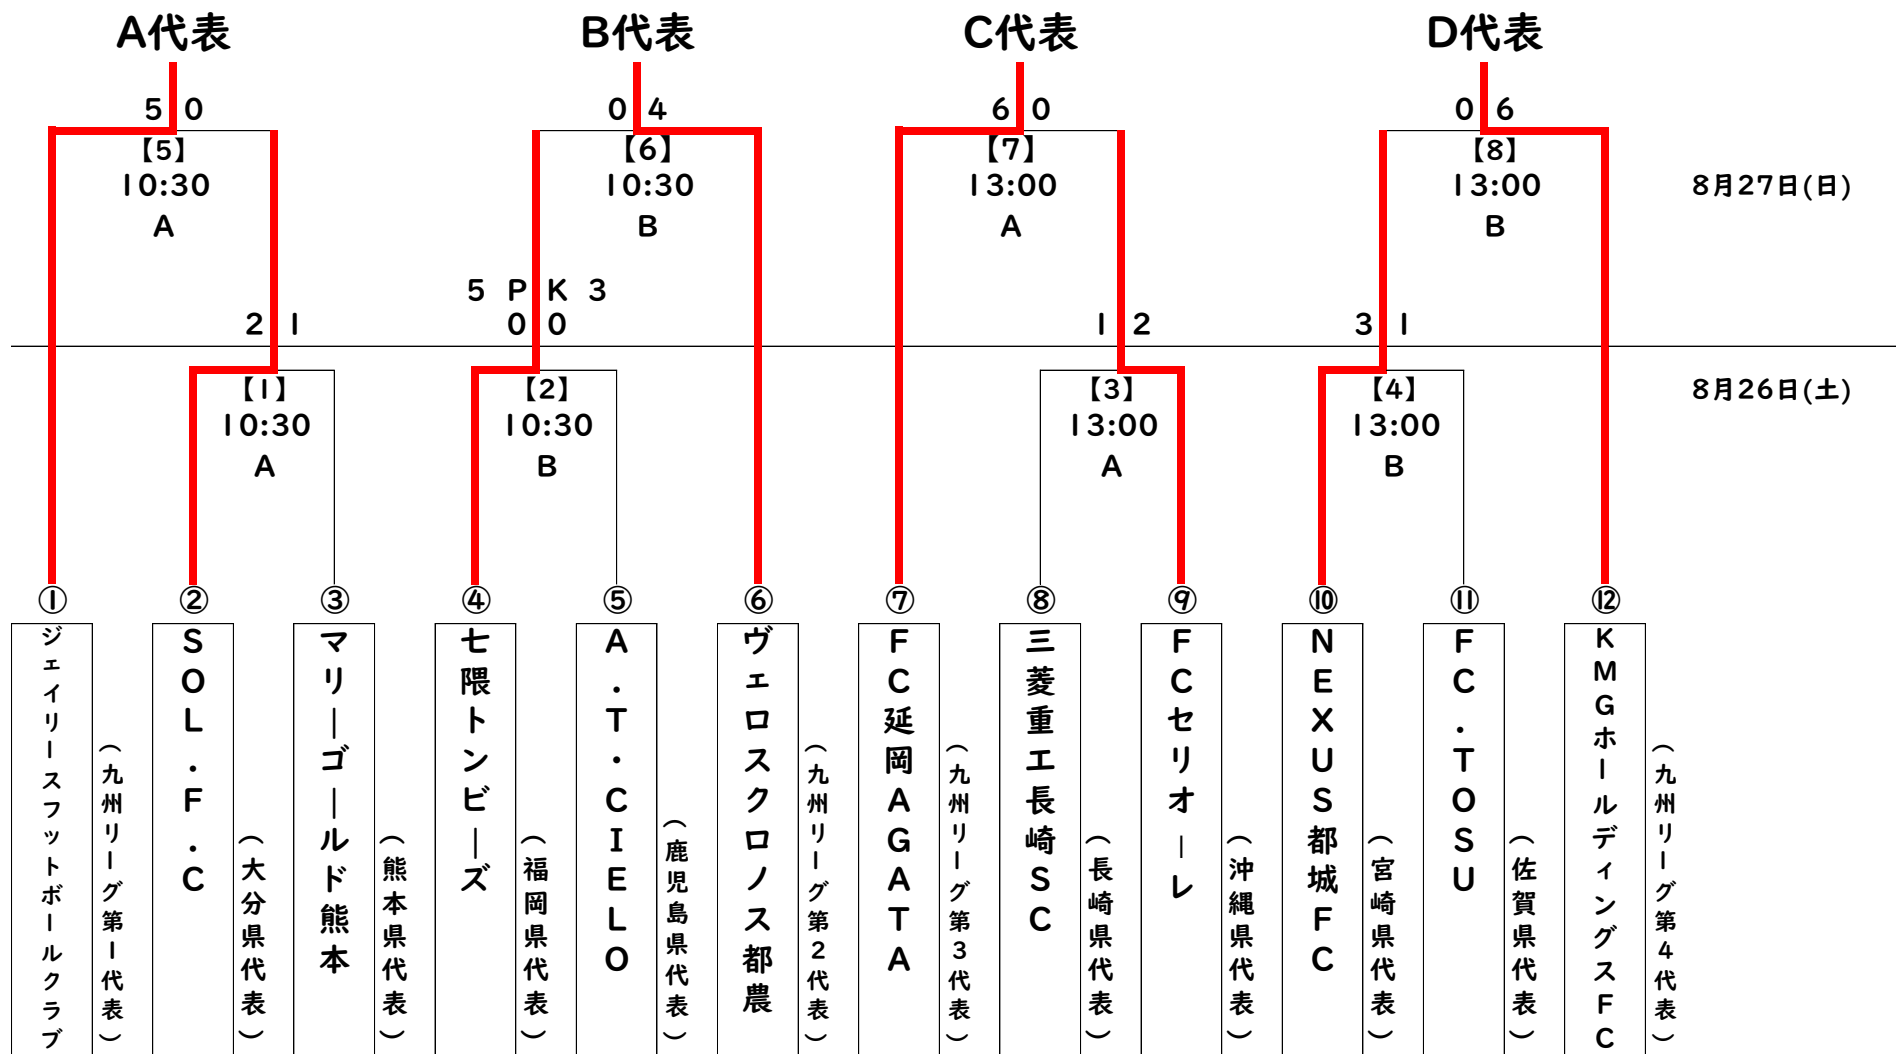 A代表
B代表
C代表
D代表
5 0
0 4
6 0
0 6
【5】
【6】
【7】
【8】
10:30
10:30
13:00
13:00
8月27日(日)
A
B
A
B
5 P K 3
2 1
0 0
1 2
3 1
【1】
【2】
【3】
【4】
8月26日(土)
10:30
10:30
13:00
13:00
A
B
A
B
①
②
③
④
⑤
⑥
⑦
⑧
⑨
⑩
⑪
⑫
ジェイリースフットボールクラブ
(九州リーグ第1代表)
SOL.F.C
(大分県代表)
マリーゴールド熊本
(熊本県代表)
七隈トンビーズ
(福岡県代表)
A.T・CIELO
(鹿児島県代表)
ヴェロスクロノス都農
(九州リーグ第2代表)
FC延岡AGATA
(九州リーグ第3代表)
三菱重工長崎SC
(長崎県代表)
FCセリオーレ
(沖縄県代表)
NEXUS都城FC
(宮崎県代表)
FC.TOSU
(佐賀県代表)
KMGホールディングスFC
(九州リーグ第4代表)